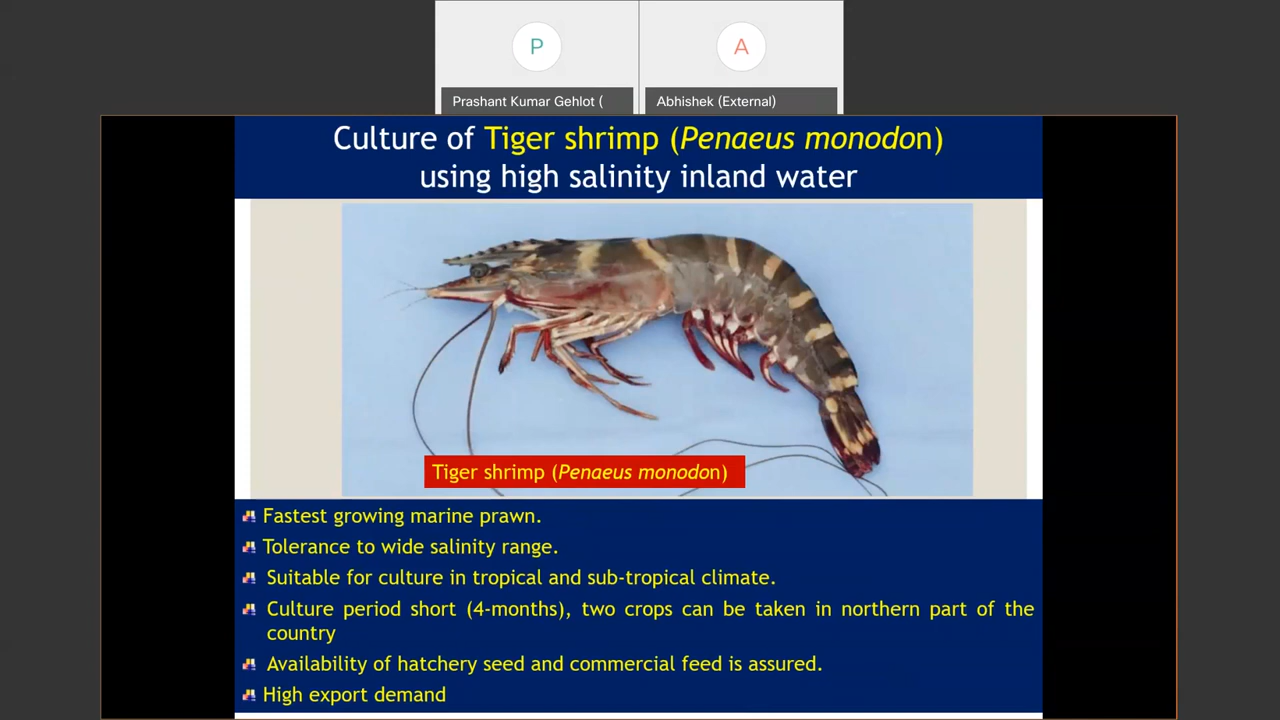 P
A
Prashant Kumar Gehlot (
Abhishek (External)
Culture of Tiger shrimp (Penaeus monodon)
using high salinity inland water
Tiger shrimp (Penaeus monodon)
Fastest growing marine prawn.
Tolerance to wide salinity range.
Suitable for culture in tropical and sub-tropical climate.
Culture period short (4-months), two crops can be taken in northern part of the
country
Availability of hatchery seed and commercial feed is assured.
High export demand